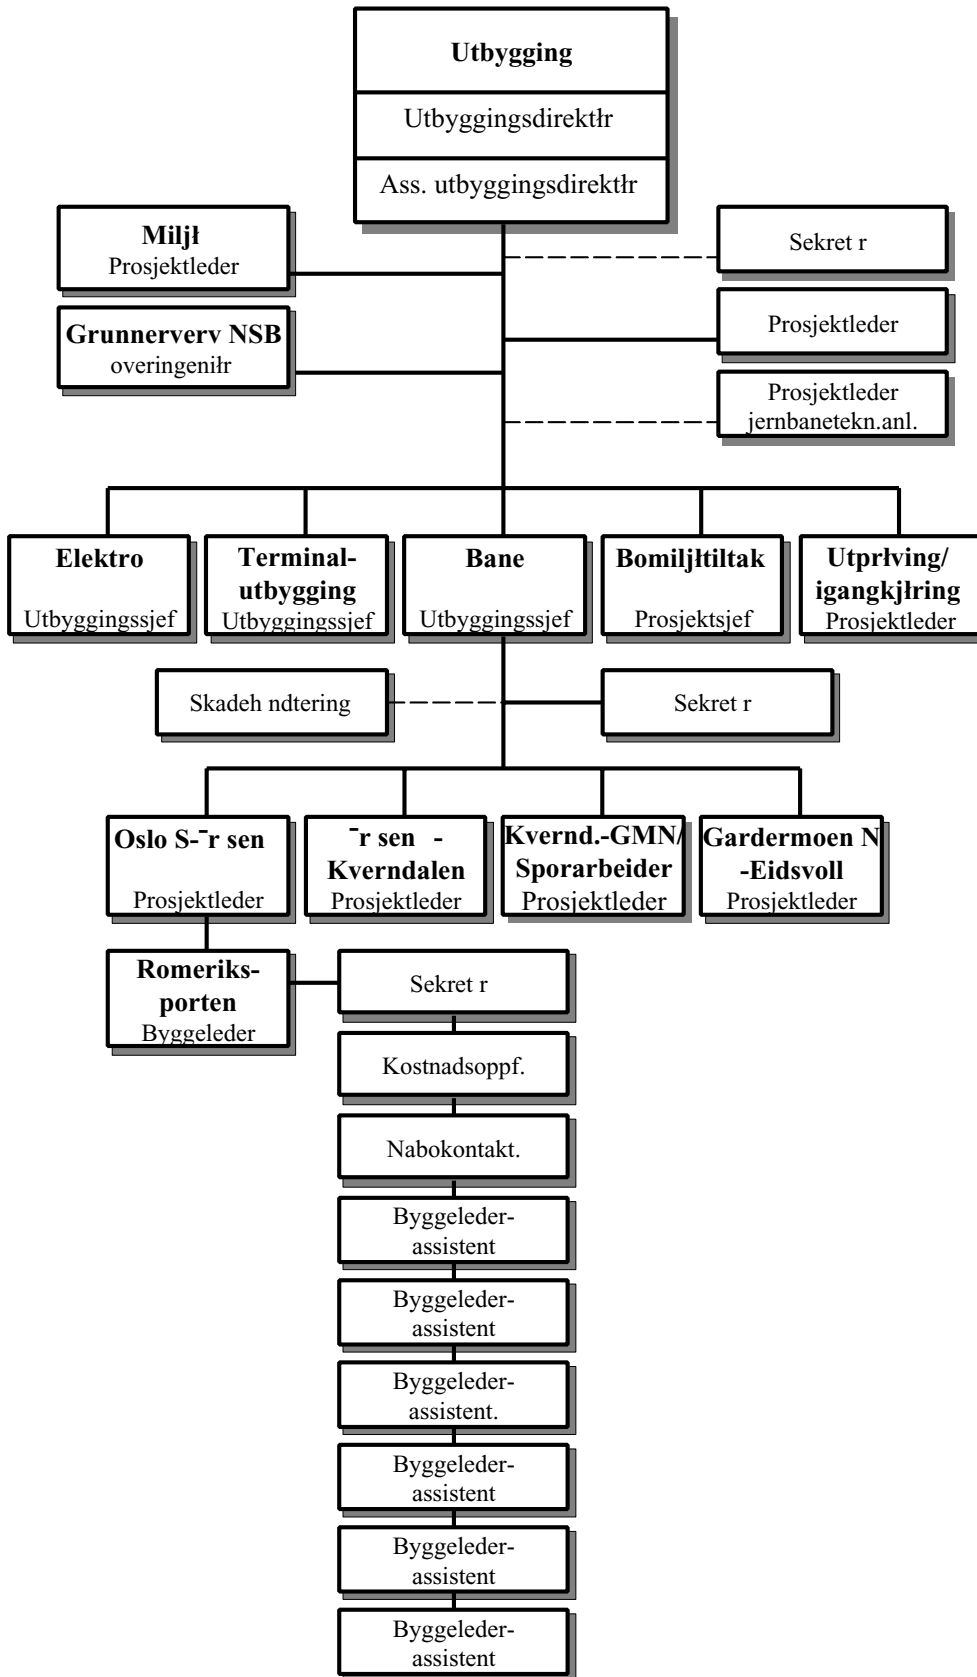 Utbygging
Utbyggingsdirektłr
Ass. utbyggingsdirektłr
Miljł
Prosjektleder
Sekret r
Grunnerverv NSB
overingeniłr
Prosjektleder
Prosjektleder
jernbanetekn.anl.
Elektro
Utbyggingssjef
Terminal-
utbygging
Utbyggingssjef
Bane
Utbyggingssjef
Bomiljłtiltak
Prosjektsjef
Utprłving/
igangkjłring
Prosjektleder
Skadeh ndtering
Sekret r
Oslo S-¯r sen
Prosjektleder
¯r sen -
Kverndalen
Prosjektleder
Kvernd.-GMN/
Sporarbeider
Prosjektleder
Gardermoen N
-Eidsvoll
Prosjektleder
Romeriks-
porten
Byggeleder
Sekret r
Kostnadsoppf.
Nabokontakt.
Byggeleder-
assistent
Byggeleder-
assistent
Byggeleder-
assistent.
Byggeleder-
assistent
Byggeleder-
assistent
Byggeleder-
assistent